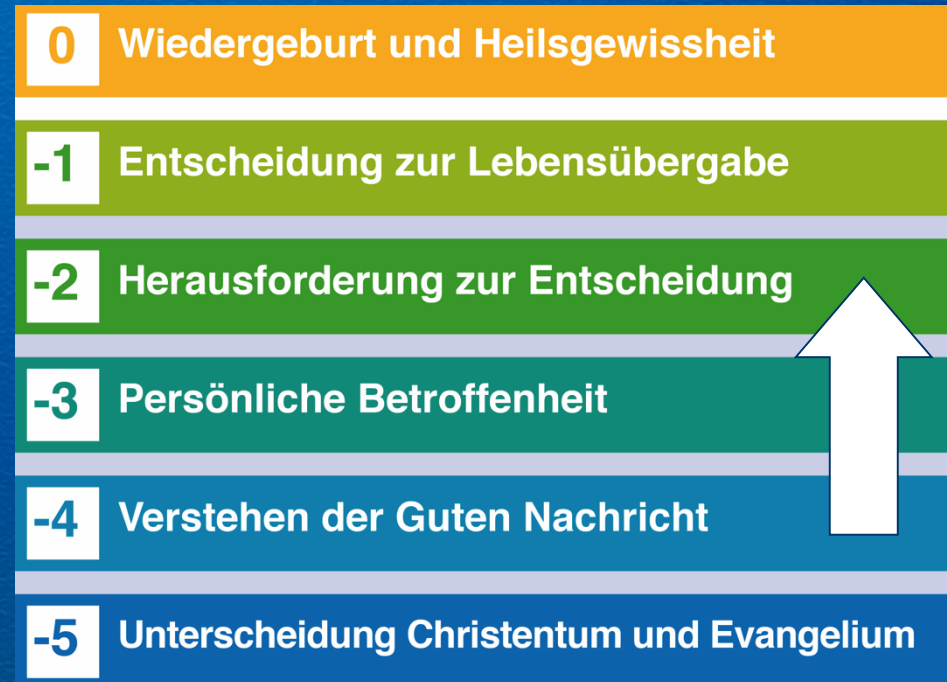 0 Wiedergeburt und Heilsgewissheit
-1 Entscheidung zur Lebensübergabe
-2 Herausforderung zur Entscheidung
-3 Persönliche Betroffenheit
-4 Verstehen der Guten Nachricht
-5 Unterscheidung Christentum und Evangelium